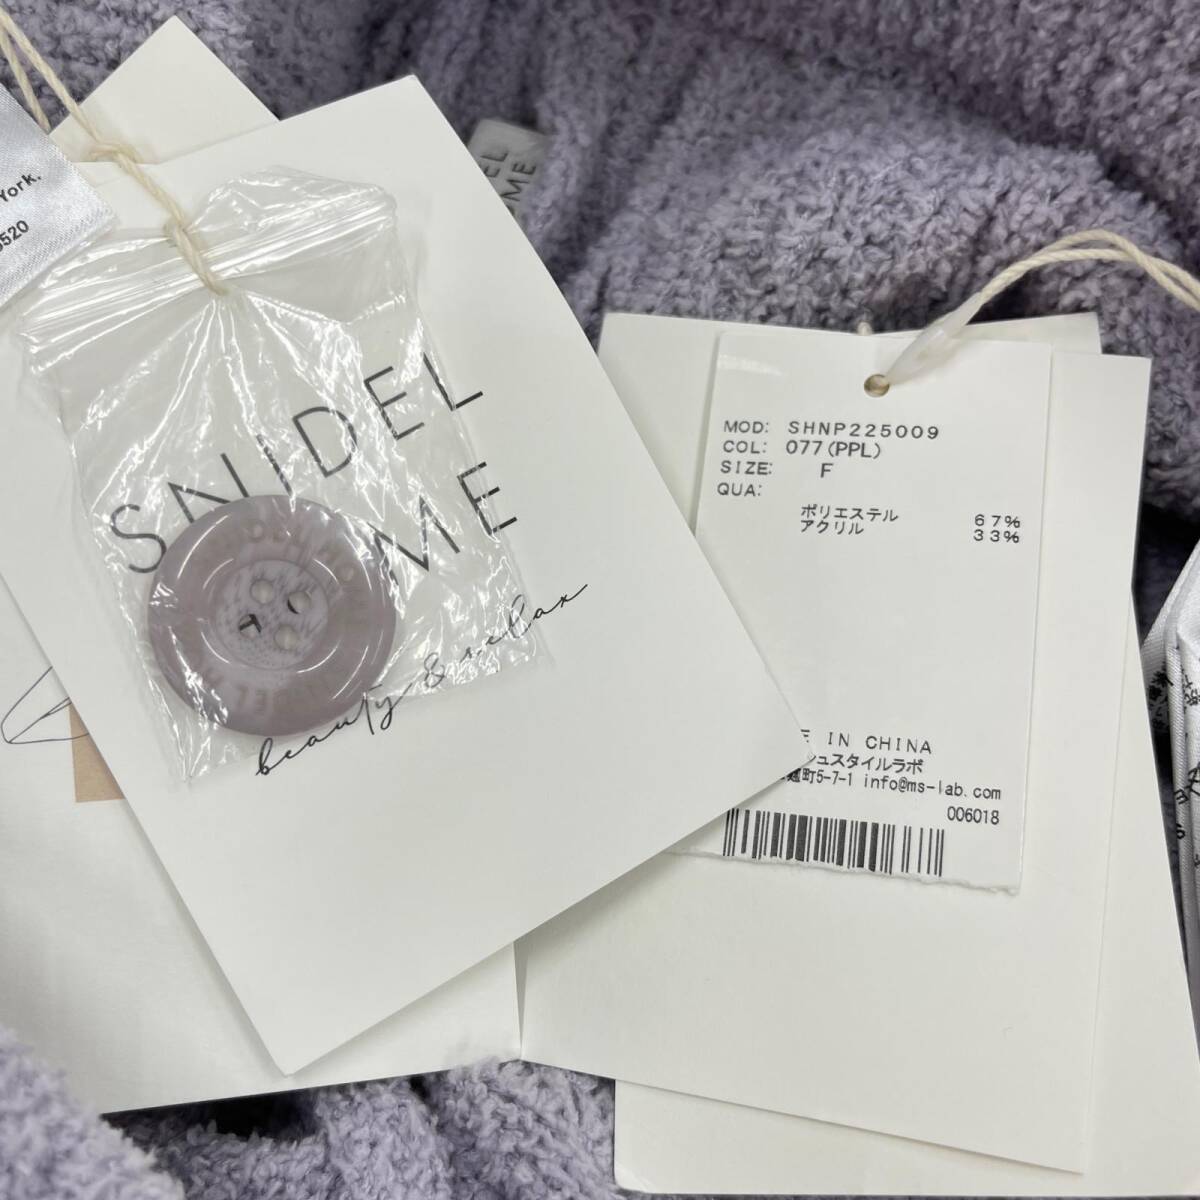 York.
SNIDEL
ME
beauty & relax
EL
ME
MOD: SHNP225009
COL: 077(PPL)
SIZE: F
QUA:
ポリエステル 67%
アクリル 33%
E IN CHINA
シュスタイルラボ
麹町5-7-1 info@ms-lab.com
006018